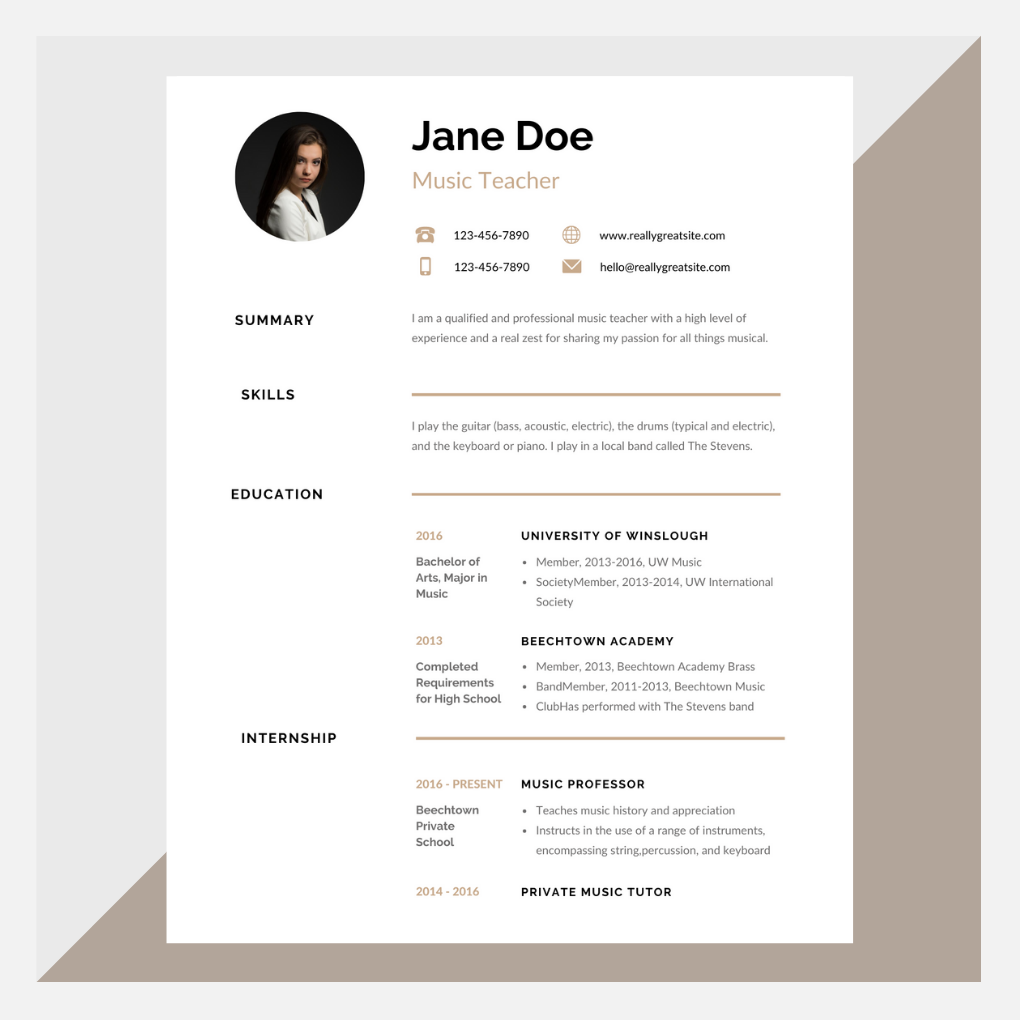 Jane Doe
Music Teacher
123-456-7890
www.reallygreatsite.com
123-456-7890
hello@reallygreatsite.com
SUMMARY
I am a qualified and professional music teacher with a high level of
experience and a real zest for sharing my passion for all things musical.
SKILLS
I play the guitar (bass, acoustic, electric), the drums (typical and electric),
and the keyboard or piano. I play in a local band called The Stevens.
EDUCATION
2016
Bachelor of
Arts, Major in
Music
UNIVERSITY OF WINSLOUGH
• Member, 2013-2016, UW Music
• SocietyMember, 2013-2014, UW International
Society
2013
Completed
Requirements
for High School
BEECHTOWN ACADEMY
• Member, 2013, Beechtown Academy Brass
• BandMember, 2011-2013, Beechtown Music
• ClubHas performed with The Stevens band
INTERNSHIP
2016 - PRESENT
Beechtown
Private
School
MUSIC PROFESSOR
• Teaches music history and appreciation
• Instructs in the use of a range of instruments,
encompassing string,percussion, and keyboard
2014 - 2016
PRIVATE MUSIC TUTOR